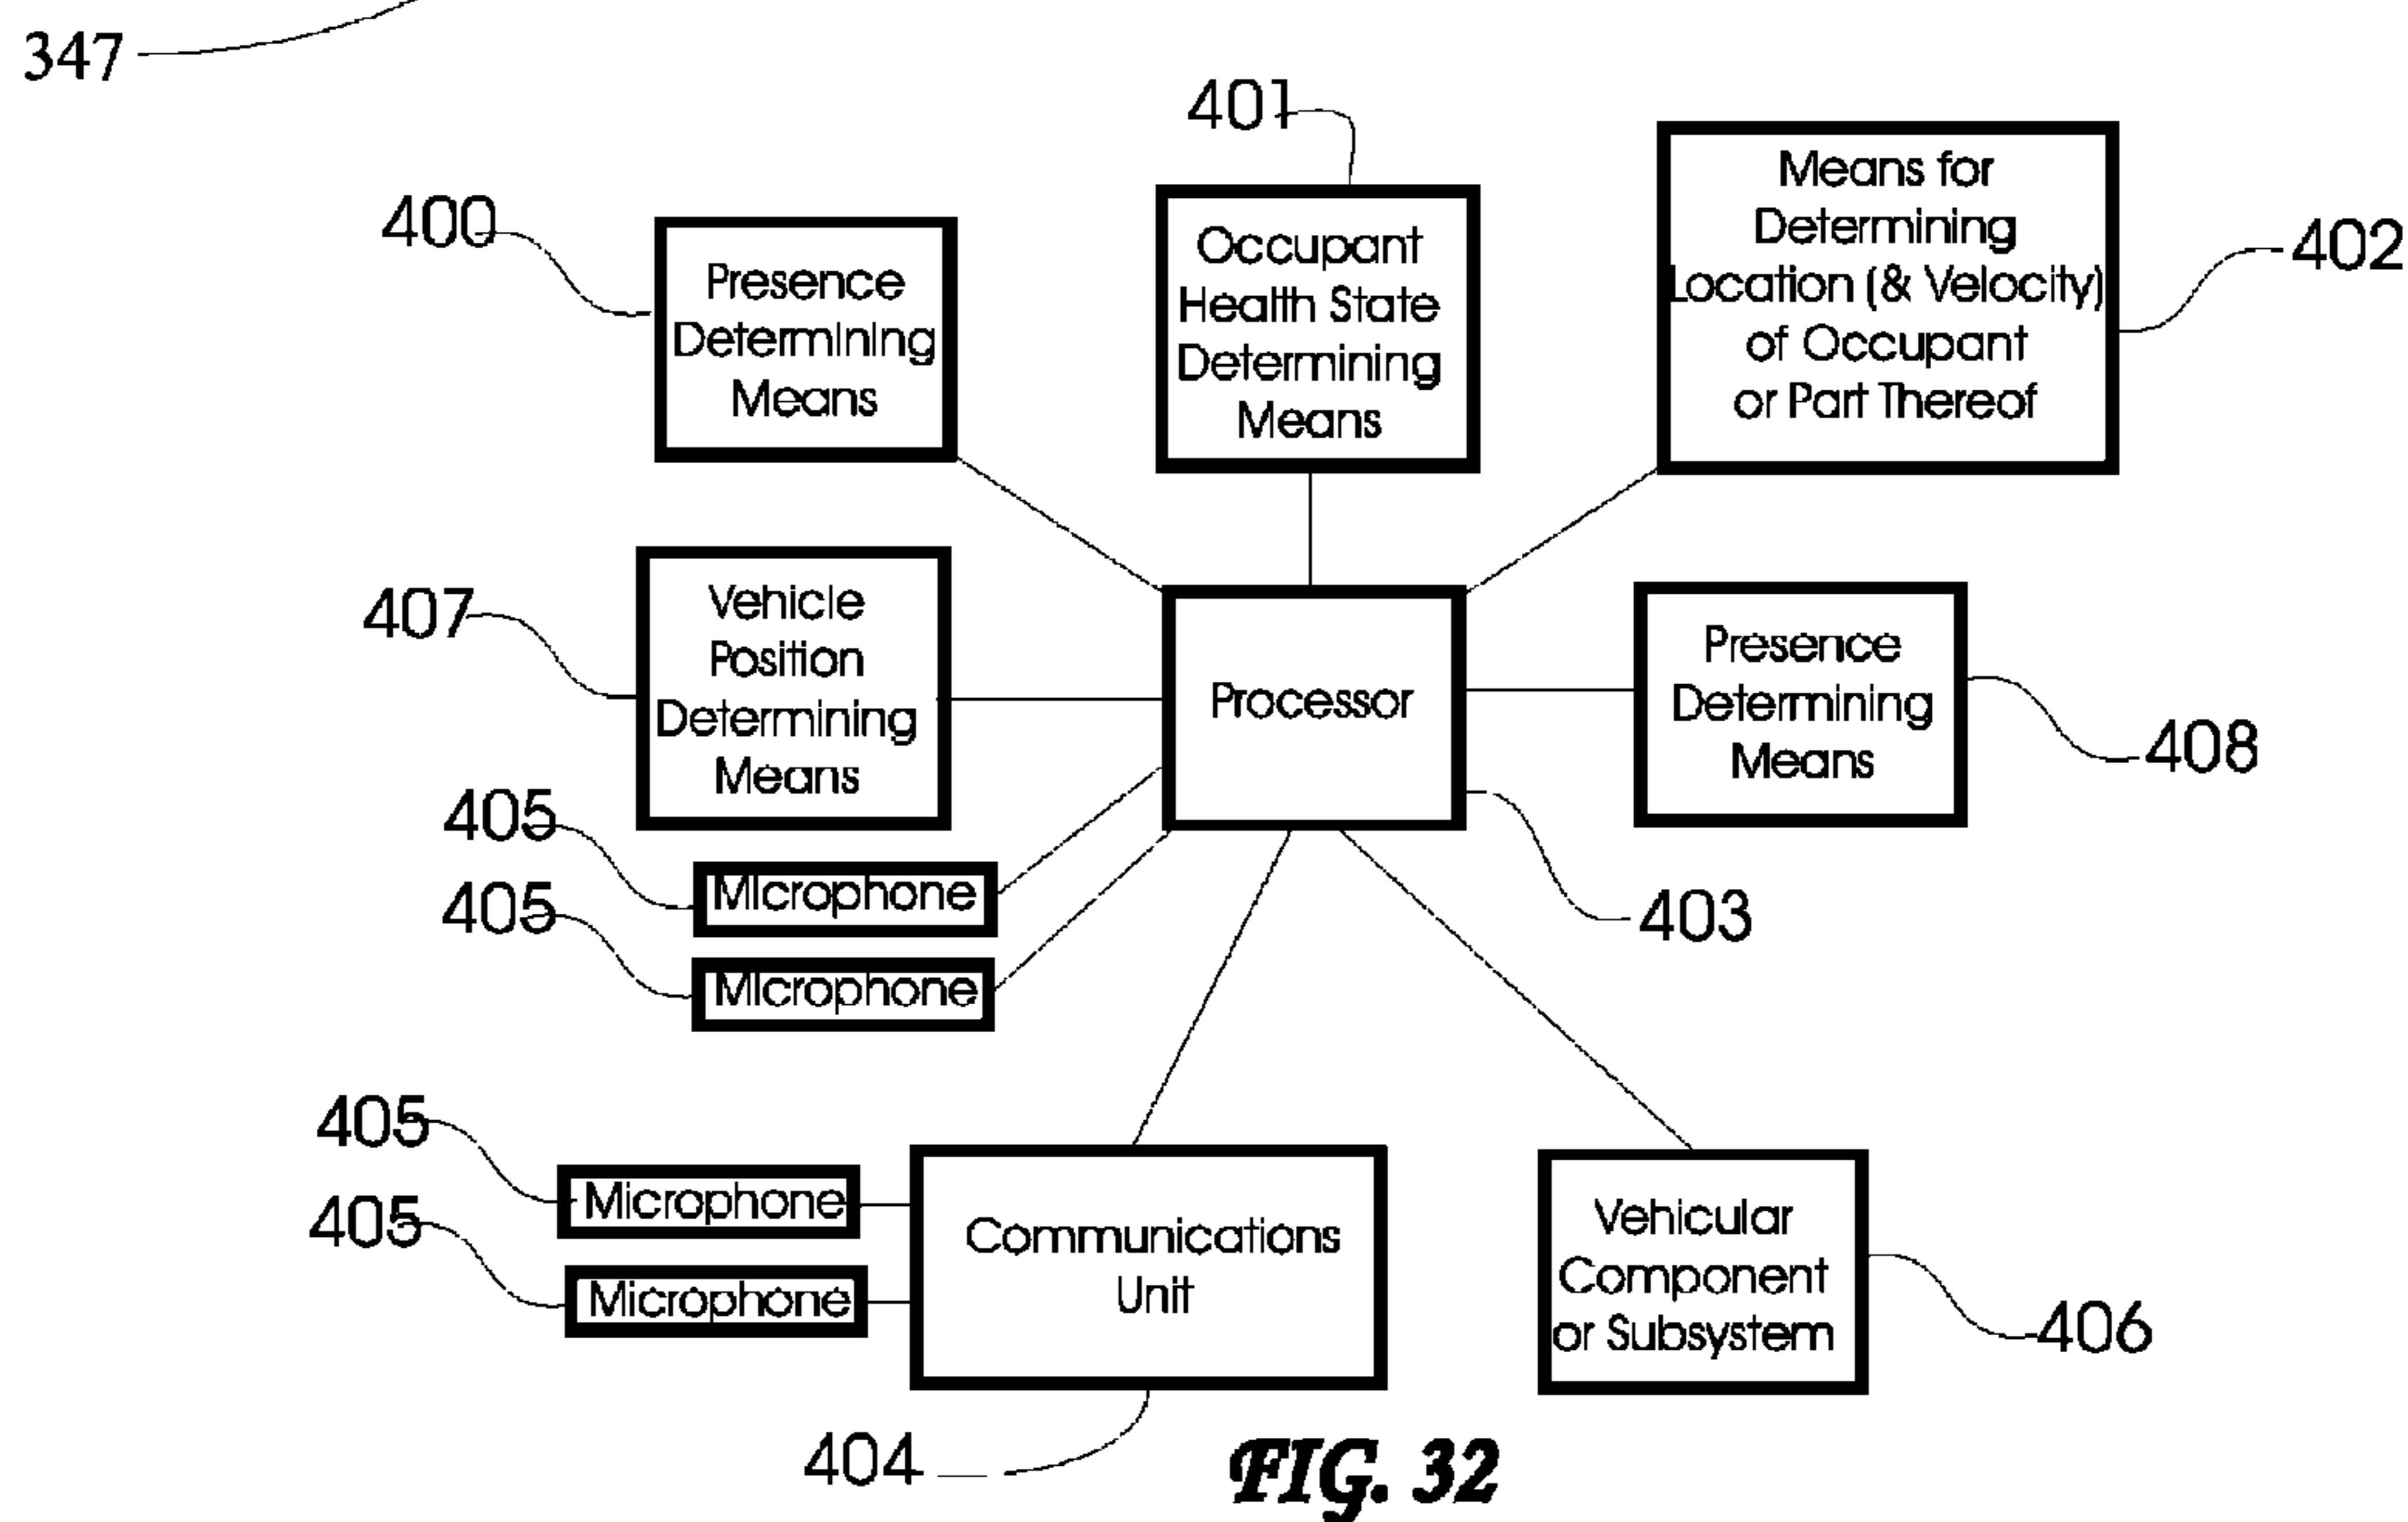 347
401
400
402
Presence
Determining
Means
Occupant
Health State
Determining
Means
Means for
Determining
Location (& Velocity)
of Occupant
or Part Thereof
407
Vehicle
Position
Determining
Means
Processor
Presence
Determining
Means
408
403
405
Microphone
405
Microphone
405
Microphone
405
Microphone
Communications
Unit
404
Vehicular
Component
or Subsystem
406
FIG. 32